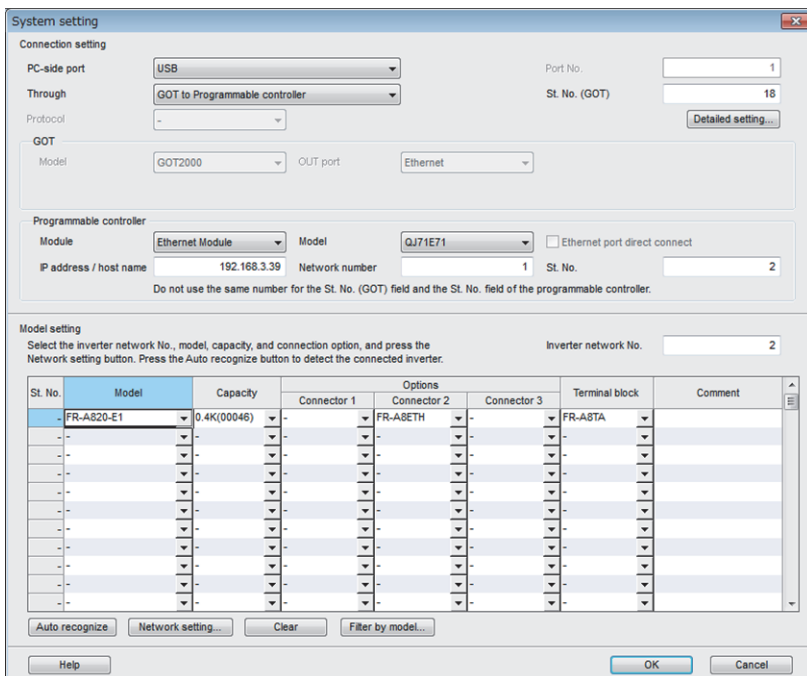 System setting
Connection setting
PC-side port USB Port No. 1
Through GOT to Programmable controller St. No. (GOT) 18
Protocol - Detailed setting...
GOT
Model GOT2000 OUT port Ethernet
Programmable controller
Module Ethernet Module Model QJ71E71 Ethernet port direct connect
IP address / host name 192.168.3.39 Network number 1 St. No. 2
Do not use the same number for the St. No. (GOT) field and the St. No. field of the programmable controller.
Model setting
Select the inverter network No., model, capacity, and connection option, and press the
Network setting button. Press the Auto recognize button to detect the connected inverter.
Inverter network No. 2
St. No. Model Capacity Options Terminal block Comment
Connector 1 Connector 2 Connector 3
- FR-A820-E1 0.4K(00046) - FR-A8ETH - FR-A8TA
- - - - - - -
- - - - - - -
- - - - - - -
- - - - - - -
- - - - - - -
- - - - - - -
- - - - - - -
- - - - - - -
- - - - - - -
- - - - - - -
Auto recognize Network setting... Clear Filter by model...
Help OK Cancel